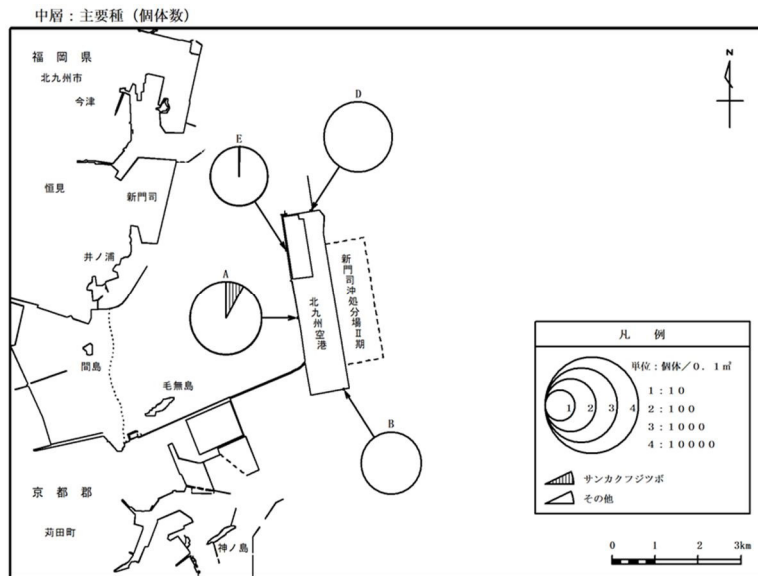 中層：主要種（個体数）
福岡県
北九州市
今津
恒見
新門司
井ノ浦
間島
毛無島
京都郡
苅田町
神ノ島
E
D
A
B
北九州空港
新門司沖処分場Ⅱ期
N
凡例
単位：個体／0.1㎡
1 2 3 4
1：10
2：100
3：1000
4：10000
サンカクフジツボ
その他
0 1 2 3km